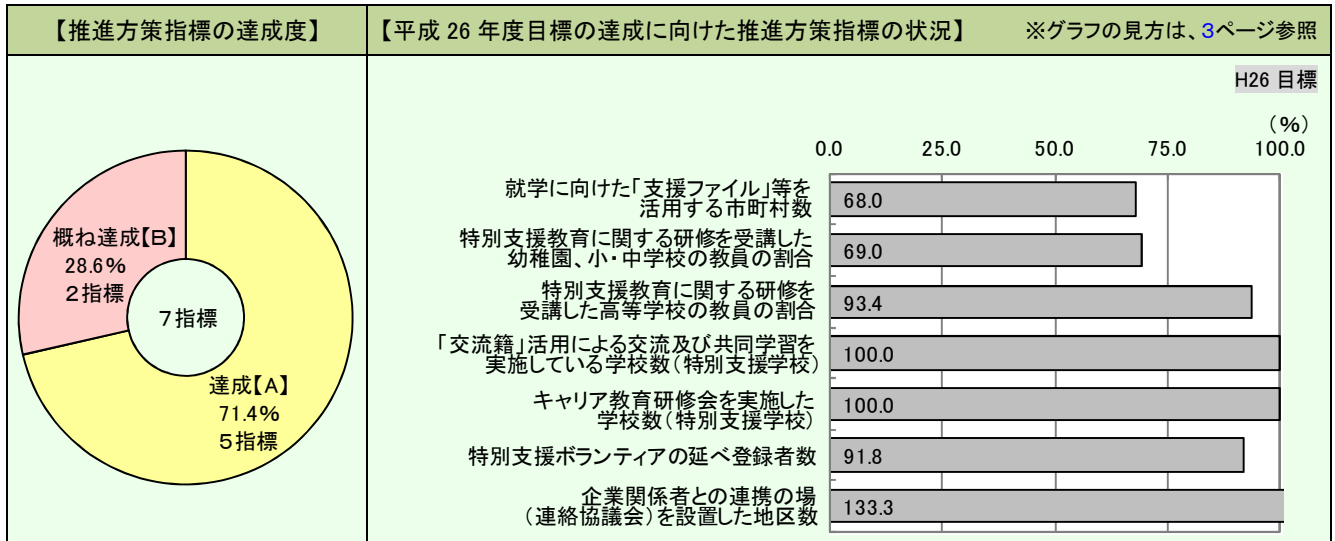 【推進方策指標の達成度】
【平成 26 年度目標の達成に向けた推進方策指標の状況】 ※グラフの見方は、3ページ参照
概ね達成【B】
28.6%
2指標
7指標
達成【A】
71.4%
5指標
H26 目標
(%)
0.0 25.0 50.0 75.0 100.0
就学に向けた「支援ファイル」等を
活用する市町村数
68.0
特別支援教育に関する研修を受講した
幼稚園、小・中学校の教員の割合
69.0
特別支援教育に関する研修を
受講した高等学校の教員の割合
93.4
「交流籍」活用による交流及び共同学習を
実施している学校数(特別支援学校)
100.0
キャリア教育研修会を実施した
学校数(特別支援学校)
100.0
特別支援ボランティアの延べ登録者数
91.8
企業関係者との連携の場
(連絡協議会)を設置した地区数
133.3